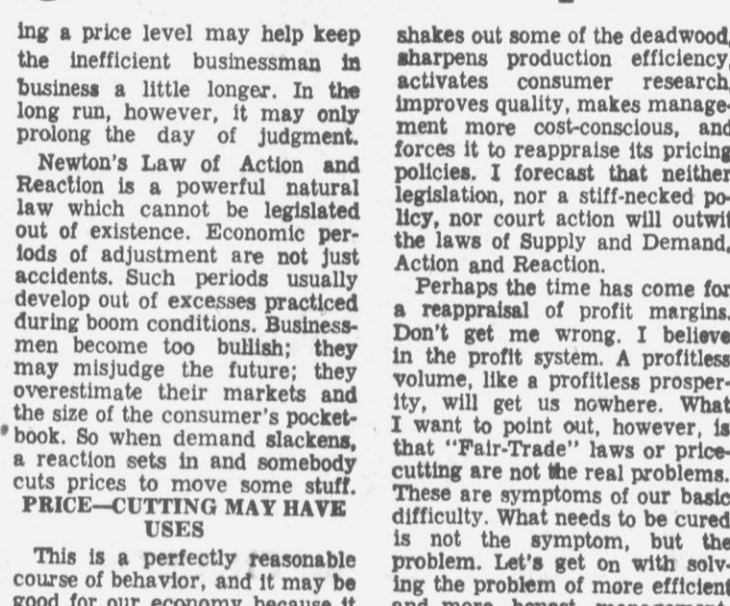 ing a price level may help keep
the inefficient businessman in
business a little longer. In the
long run, however, it may only
prolong the day of judgment.
Newton's Law of Action and
Reaction is a powerful natural
law which cannot be legislated
out of existence. Economic per-
iods of adjustment are not just
accidents. Such periods usually
develop out of excesses practiced
during boom conditions. Business-
men become too bullish; they
may misjudge the future; they
overestimate their markets and
the size of the consumer's pocket-
book. So when demand slackens,
a reaction sets in and somebody
cuts prices to move some stuff.
PRICE—CUTTING MAY HAVE
USES
This is a perfectly reasonable
course of behavior, and it may be
good for our economy because it
shakes out some of the deadwood,
sharpens production efficiency,
activates consumer research,
improves quality, makes manage-
ment more cost-conscious, and
forces it to reappraise its pricing
policies. I forecast that neither
legislation, nor a stiff-necked po-
licy, nor court action will outwit
the laws of Supply and Demand,
Action and Reaction.
Perhaps the time has come for
a reappraisal of profit margins.
Don't get me wrong. I believe
in the profit system. A profitless
volume, like a profitless prosper-
ity, will get us nowhere. What
I want to point out, however, is
that "Fair-Trade" laws or price-
cutting are not the real problems.
These are symptoms of our basic
difficulty. What needs to be cured
is not the symptom, but the
problem. Let's get on with solv-
ing the problem of more efficient
and more honest management